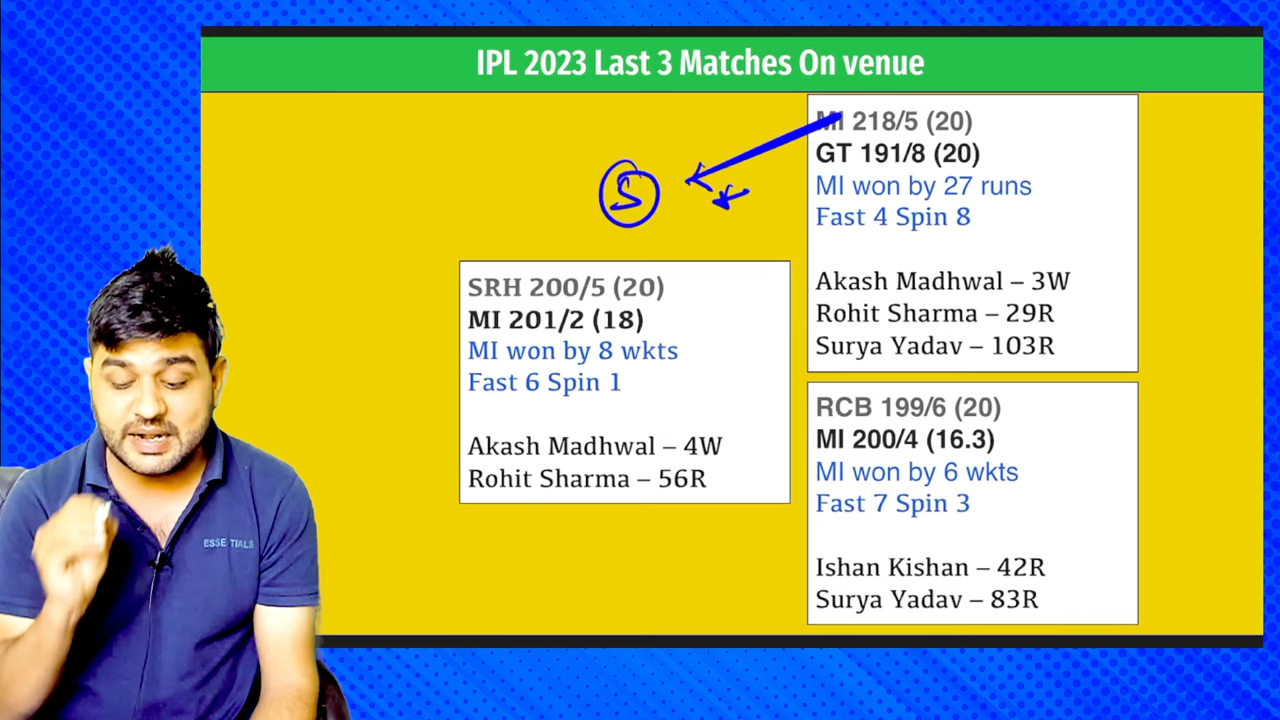 IPL 2023 Last 3 Matches On venue
MI 218/5 (20)
GT 191/8 (20)
MI won by 27 runs
Fast 4 Spin 8
Akash Madhwal – 3W
Rohit Sharma – 29R
Surya Yadav – 103R
S
SRH 200/5 (20)
MI 201/2 (18)
MI won by 8 wkts
Fast 6 Spin 1
Akash Madhwal – 4W
Rohit Sharma – 56R
RCB 199/6 (20)
MI 200/4 (16.3)
MI won by 6 wkts
Fast 7 Spin 3
Ishan Kishan – 42R
Surya Yadav – 83R
ESSENTIALS